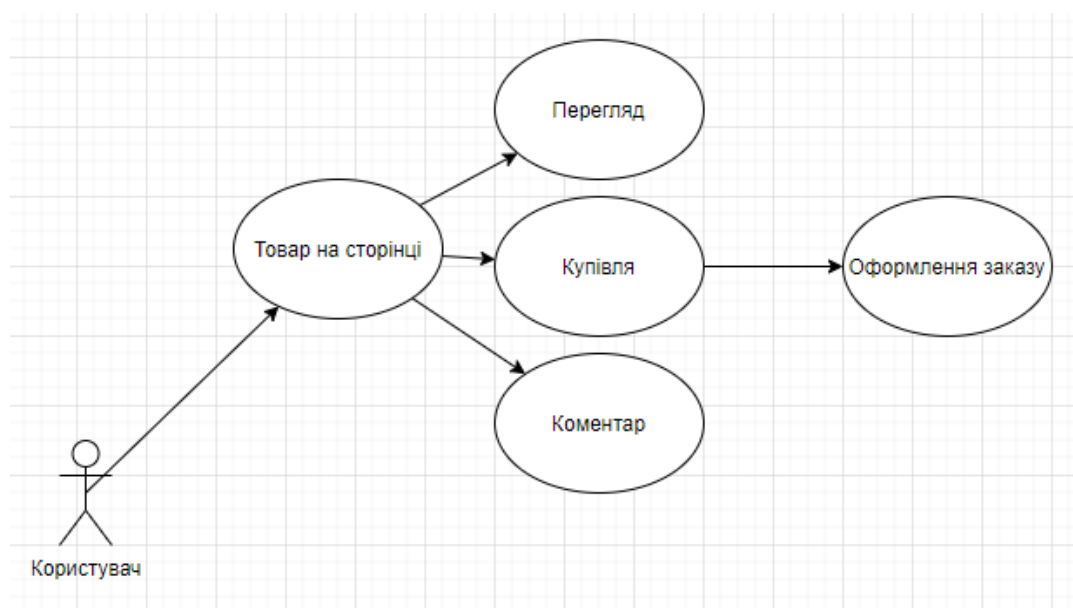 Перегляд
Товар на сторінці
Купівля
Оформлення заказу
Коментар
Користувач